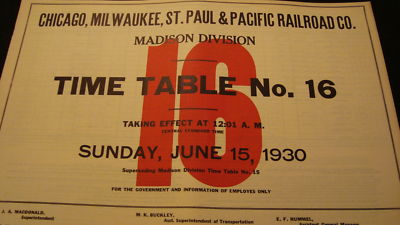 CHICAGO, MILWAUKEE, ST. PAUL & PACIFIC RAILROAD CO.
MADISON DIVISION
16
TIME TABLE No. 16
TAKING EFFECT AT 12:01 A. M.
CENTRAL STANDARD TIME
SUNDAY, JUNE 15, 1930
Superseding Madison Division Time Table No. 15
FOR THE GOVERNMENT AND INFORMATION OF EMPLOYES ONLY
J. A. MACDONALD, M. N. BUCKLEY, E. F. RUMMEL,
Superintendent Asst. Superintendent of Transportation Assistant General Manager